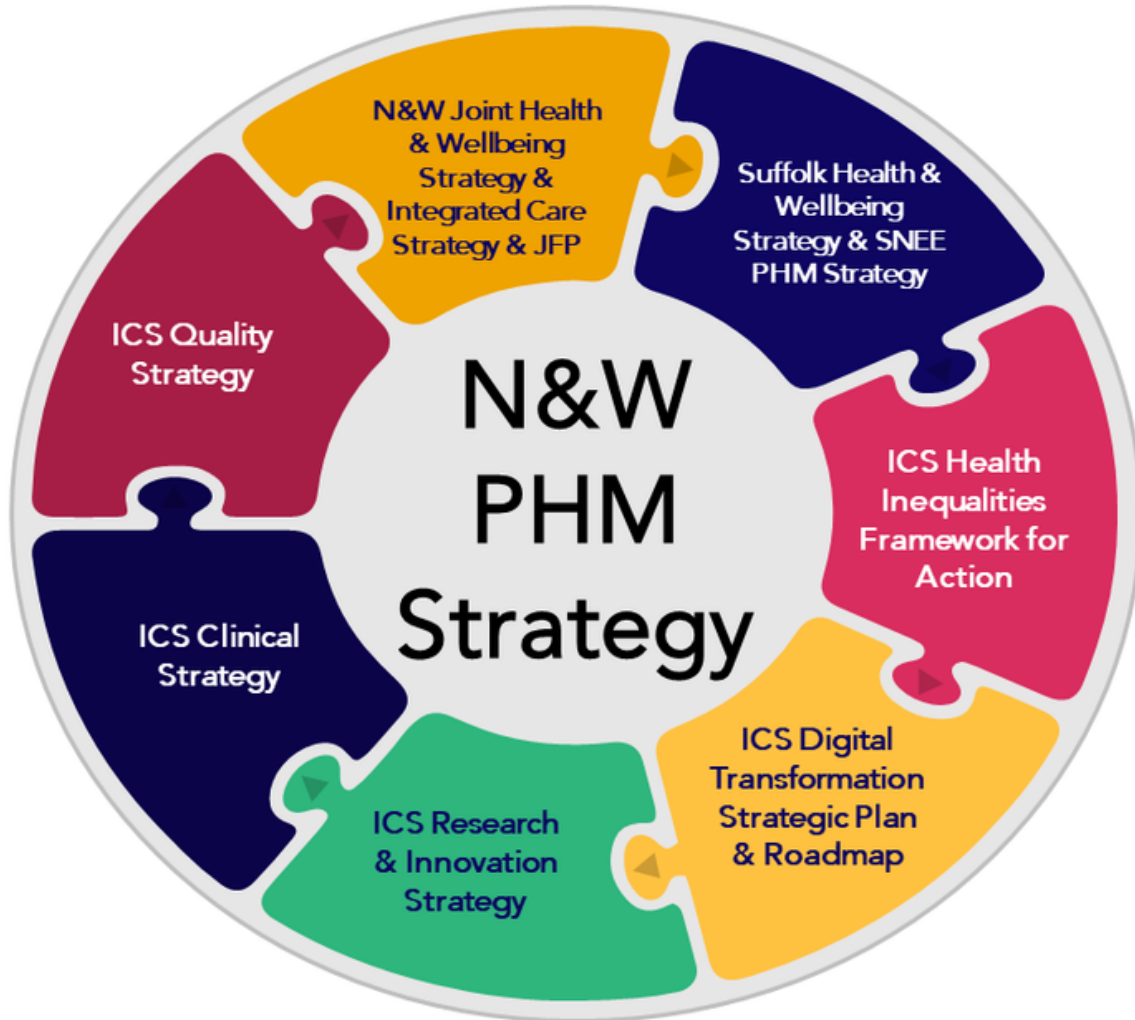 N&W Joint Health
& Wellbeing
Strategy &
Integrated Care
Strategy & JFP
Suffolk Health &
Wellbeing
Strategy & SNEE
PHM Strategy
ICS Health
Inequalities
Framework for
Action
ICS Digital
Transformation
Strategic Plan
& Roadmap
ICS Research
& Innovation
Strategy
ICS Clinical
Strategy
ICS Quality
Strategy
N&W
PHM
Strategy